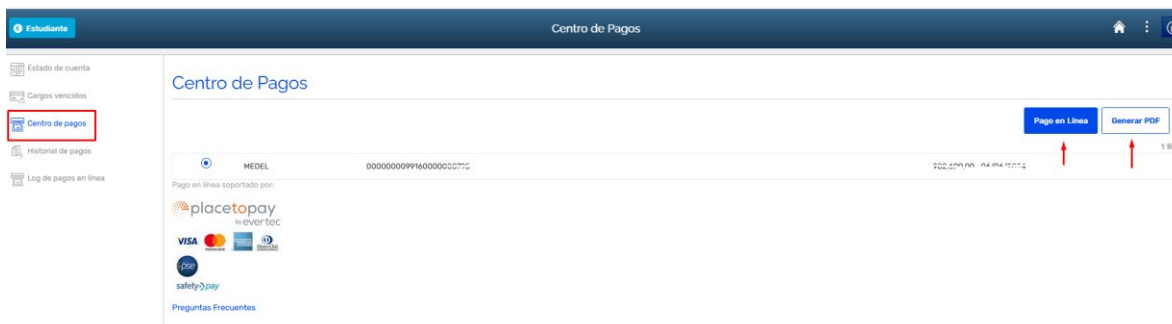 Estudiante
Centro de Pagos
Estado de cuenta
Cargos vencidos
Centro de pagos
Historial de pagos
Log de pagos en línea
Centro de Pagos
Pago en Línea
Generar PDF
MEDEL
Pago en línea soportado por:
placetopay
by evertec
VISA
pse
safetypay
Preguntas Frecuentes